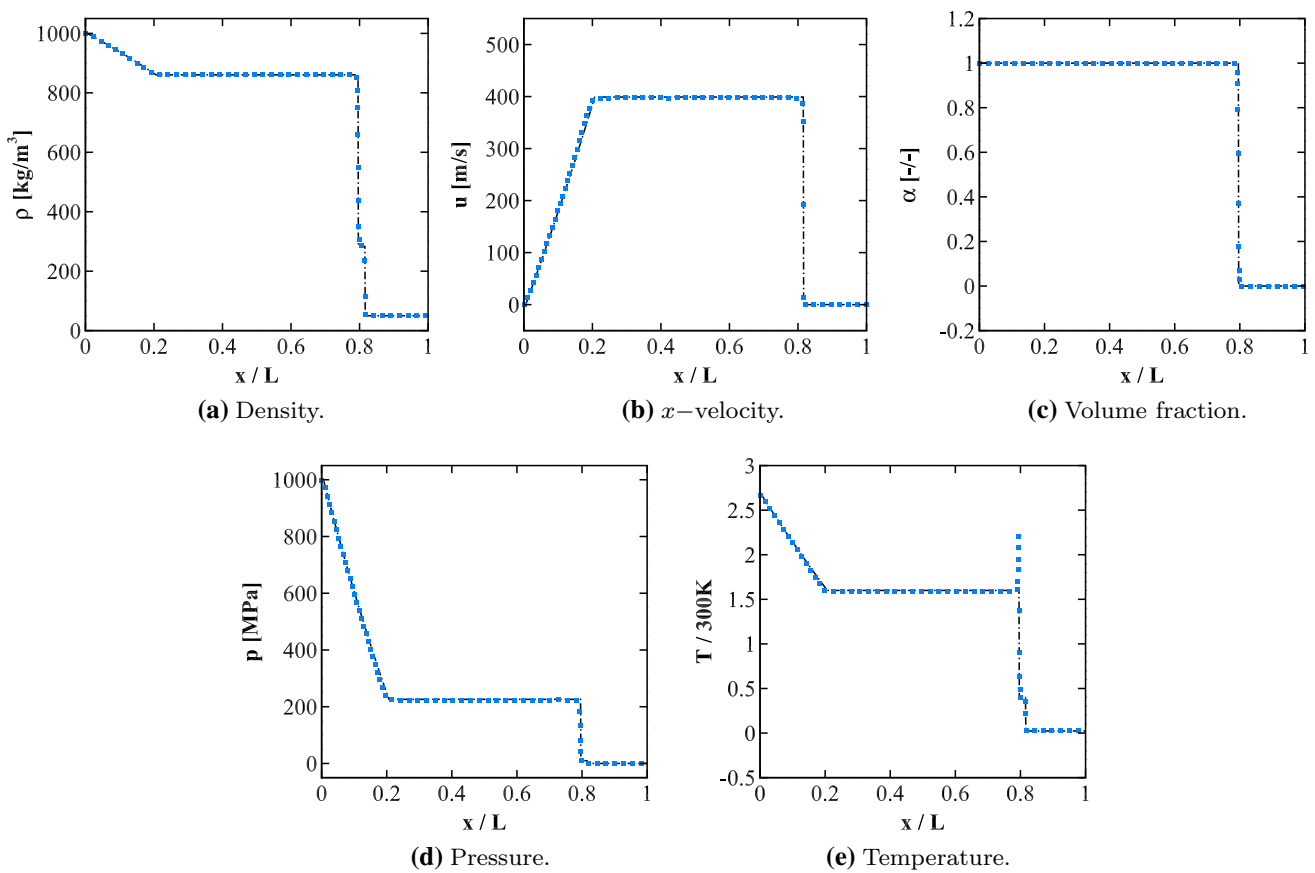 1000
800
600
400
200
0
ρ [kg/m³]
0 0.2 0.4 0.6 0.8 1
x / L
(a) Density.
500
400
300
200
100
0
u [m/s]
0 0.2 0.4 0.6 0.8 1
x / L
(b) x−velocity.
1.2
1
0.8
0.6
0.4
0.2
0
-0.2
α [-/-]
0 0.2 0.4 0.6 0.8 1
x / L
(c) Volume fraction.
1000
800
600
400
200
0
p [MPa]
0 0.2 0.4 0.6 0.8 1
x / L
(d) Pressure.
3
2.5
2
1.5
1
0.5
0
-0.5
T / 300K
0 0.2 0.4 0.6 0.8 1
x / L
(e) Temperature.